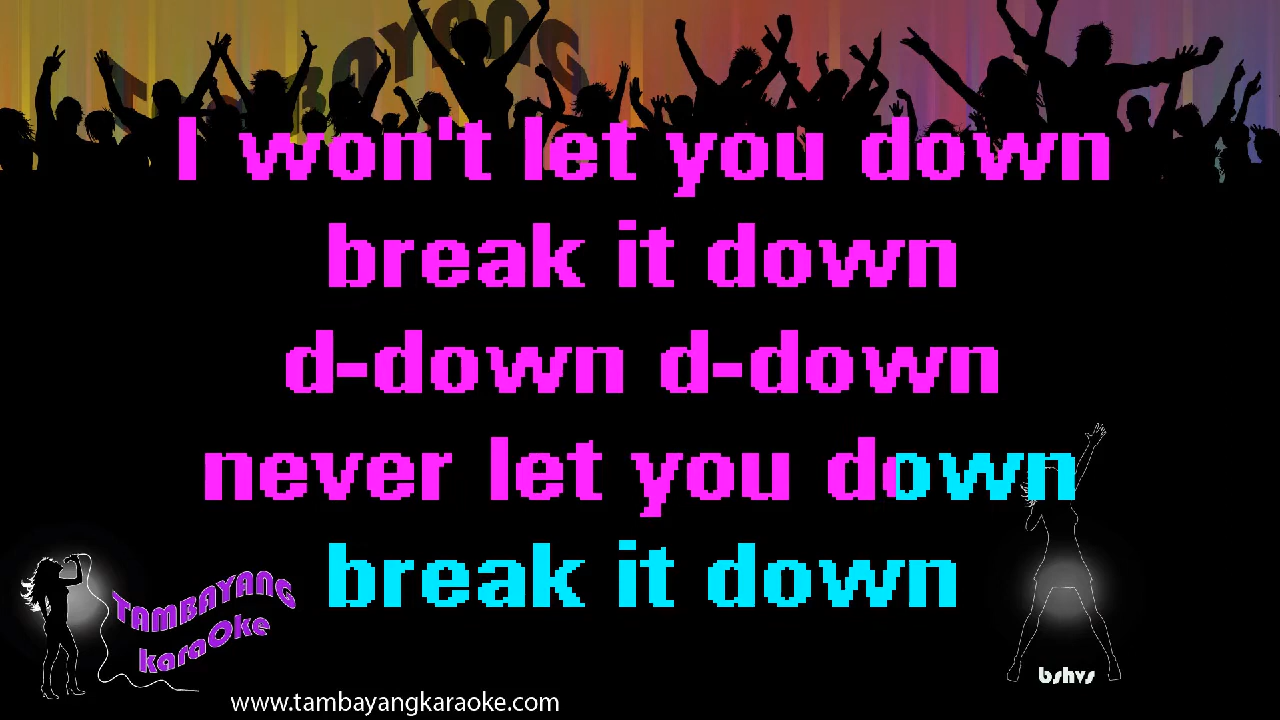 TAMBAYANG
I won't let you down
break it down
d-down d-down
never let you down
break it down
TAMBAYANG
karaOke
bshvs
www.tambayangkaraoke.com